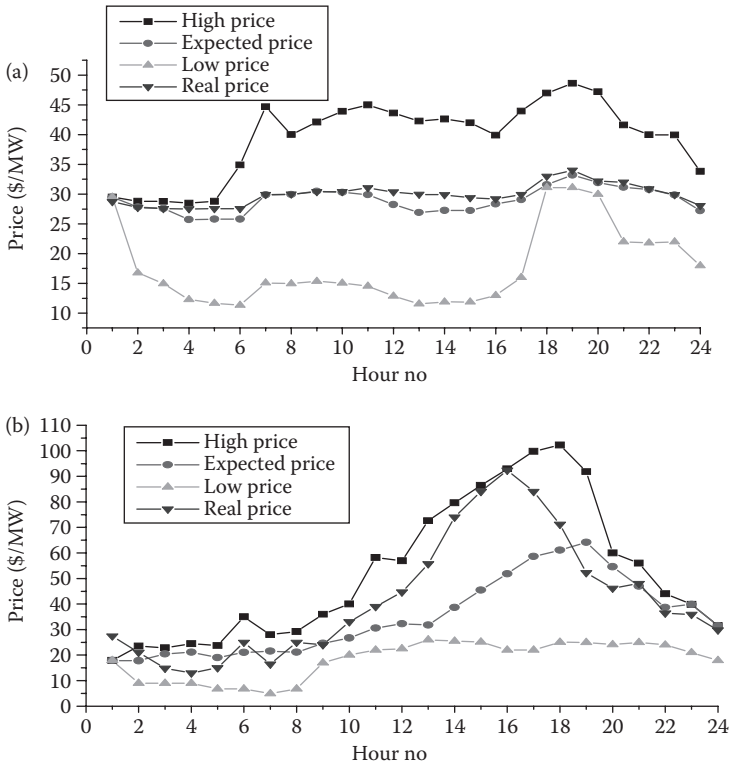 (a)
High price
Expected price
Low price
Real price
Price ($/MW)
50
45
40
35
30
25
20
15
10
0 2 4 6 8 10 12 14 16 18 20 22 24
Hour no
(b)
High price
Expected price
Low price
Real price
Price ($/MW)
110
100
90
80
70
60
50
40
30
20
10
0
0 2 4 6 8 10 12 14 16 18 20 22 24
Hour no